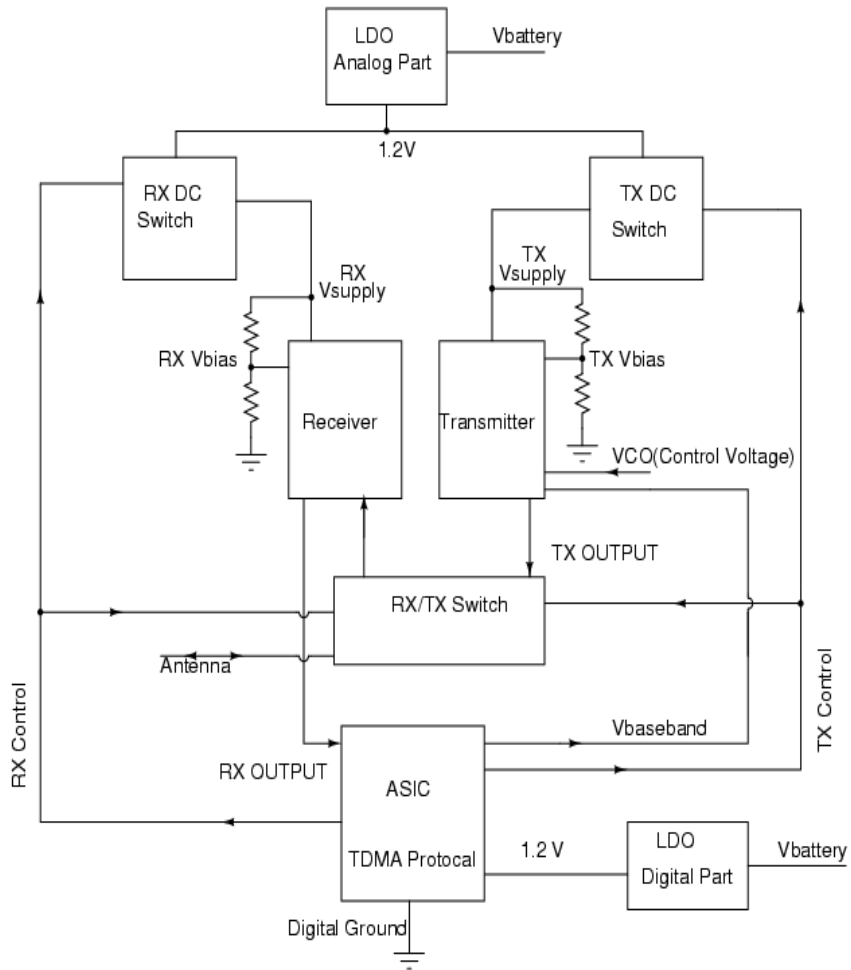 LDO
Analog Part
Vbattery
1.2V
RX DC
Switch
TX DC
Switch
RX
Vsupply
TX
Vsupply
RX Vbias
TX Vbias
Receiver
Transmitter
VCO(Control Voltage)
TX OUTPUT
RX/TX Switch
Antenna
RX Control
TX Control
Vbaseband
RX OUTPUT
ASIC
TDMA Protocal
1.2 V
LDO
Digital Part
Vbattery
Digital Ground